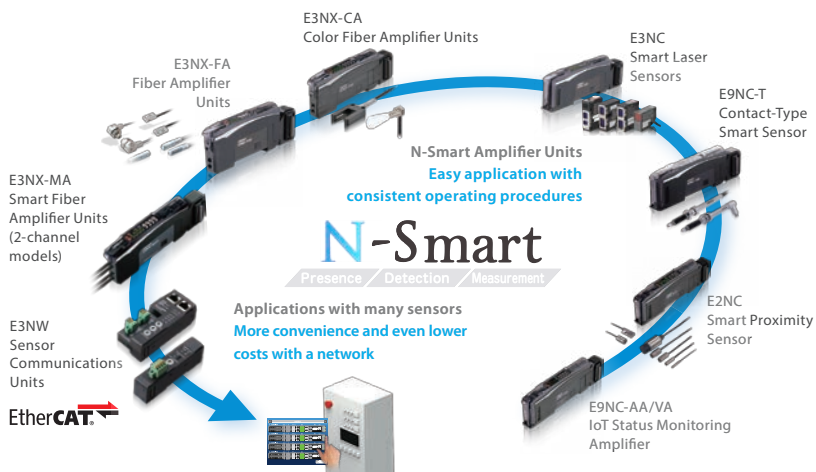 E3NX-CA
Color Fiber Amplifier Units
E3NC
Smart Laser
Sensors
E3NX-FA
Fiber Amplifier
Units
E9NC-T
Contact-Type
Smart Sensor
N-Smart Amplifier Units
Easy application with
consistent operating procedures
E3NX-MA
Smart Fiber
Amplifier Units
(2-channel
models)
N-Smart
Presence / Detection / Measurement
Applications with many sensors
More convenience and even lower
costs with a network
E2NC
Smart Proximity
Sensor
E3NW
Sensor
Communications
Units
EtherCAT®
E9NC-AA/VA
IoT Status Monitoring
Amplifier